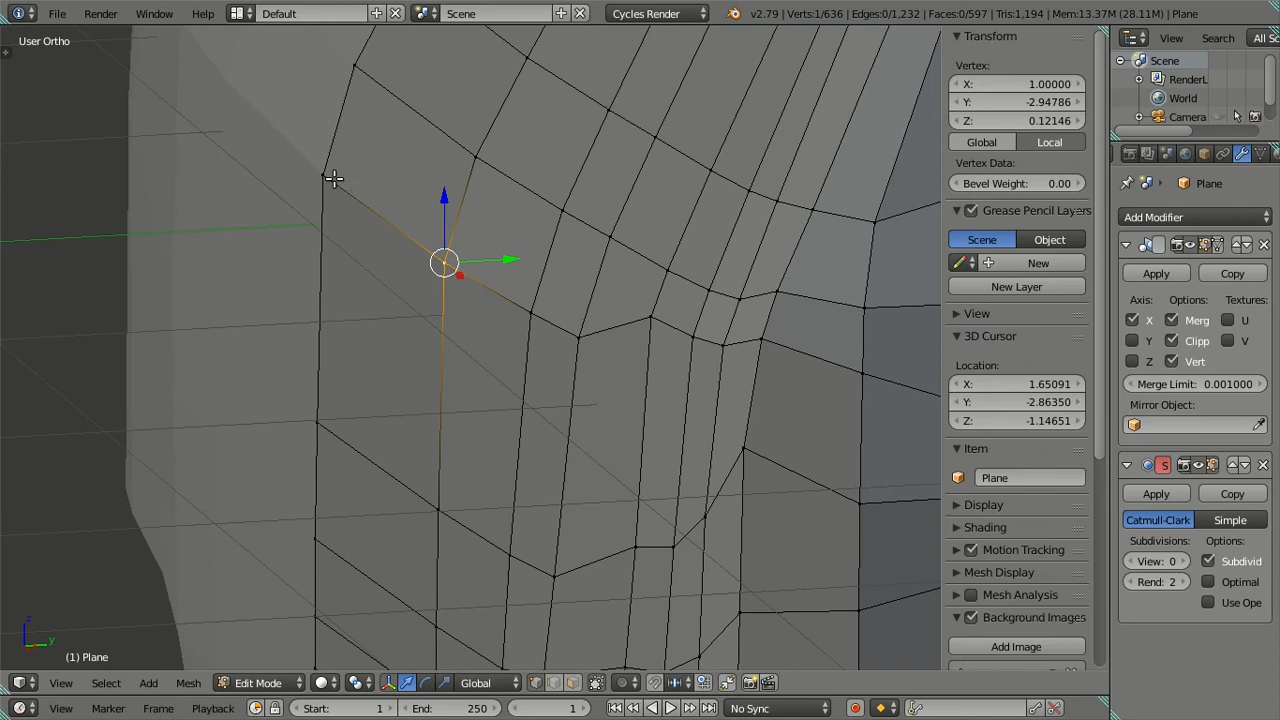 File Render Window Help Default Scene Cycles Render v2.79 | Verts:1/636 | Edges:0/1,232 | Faces:0/597 | Tris:1,194 | Mem:13.37M (28.11M) | Plane
User Ortho
Transform
Vertex:
X: 1.00000
Y: -2.94786
Z: 0.12146
Global Local
Vertex Data:
Bevel Weight: 0.00
Grease Pencil Layers
Scene Object
New
New Layer
View
3D Cursor
Location:
X: 1.65091
Y: -2.86350
Z: -1.14651
Item
Plane
Display
Shading
Motion Tracking
Mesh Display
Mesh Analysis
Background Images
Add Image
View Search All Sc
Scene
RenderL
World
Camera
Plane
Add Modifier
Apply Copy
Axis: Options: Textures:
X Merg U
Y Clipp V
Z Vert
Merge Limit: 0.001000
Mirror Object:
S
Apply Copy
Catmull-Clark Simple
Subdivisions: Options:
View: 0 Subdivid
Rend: 2 Optimal
Use Ope
z
y
(1) Plane
View Select Add Mesh Edit Mode Global
View Marker Frame Playback Start: 1 End: 250 1 No Sync